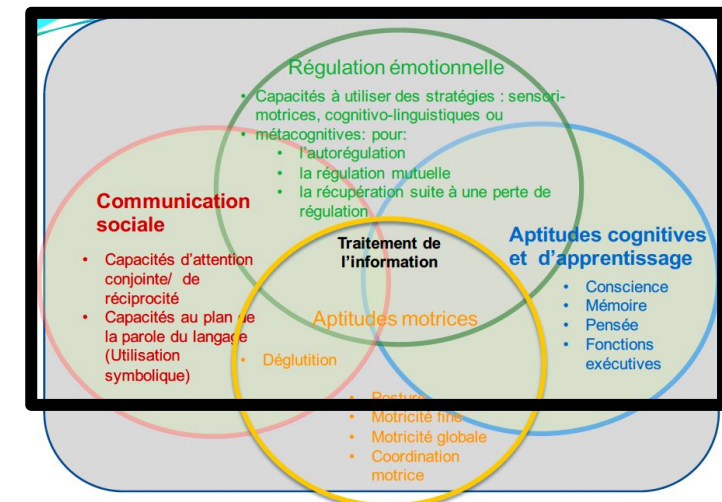 Régulation émotionnelle
• Capacités à utiliser des stratégies : sensori-
motrices, cognitivo-linguistiques ou
• métacognitives: pour:
• l'autorégulation
• la régulation mutuelle
• la récupération suite à une perte de
régulation
Communication
sociale
• Capacités d'attention
conjointe/ de
réciprocité
• Capacités au plan de
la parole du langage
(Utilisation
symbolique)
Traitement de
l'information
Aptitudes cognitives
et d'apprentissage
• Conscience
• Mémoire
• Pensée
• Fonctions
exécutives
Aptitudes motrices
• Déglutition
• Posture
• Motricité fine
• Motricité globale
• Coordination
motrice